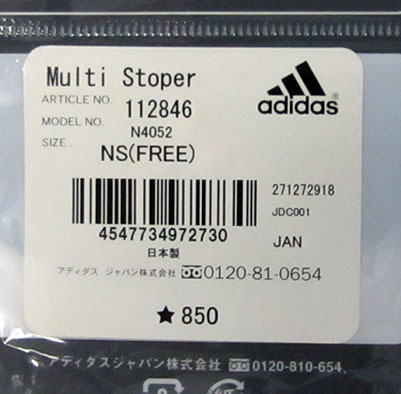 Multi Stoper
adidas®
ARTICLE NO. 112846
MODEL NO. N4052
SIZE. NS(FREE)
271272918
JDC001
4547734972730
JAN
日本製
アディダス ジャパン株式会社 0120-81-0654
★850
アディダスジャパン株式会社 0120-810-654